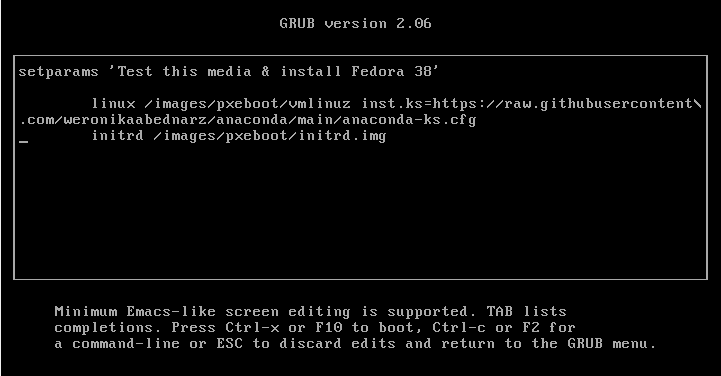 GRUB version 2.06
setparams 'Test this media & install Fedora 38'
linux /images/pxeboot/vmlinuz inst.ks=https://raw.githubusercontent\
.com/weronikaabednarz/anaconda/main/anaconda-ks.cfg
initrd /images/pxeboot/initrd.img
Minimum Emacs-like screen editing is supported. TAB lists
completions. Press Ctrl-x or F10 to boot, Ctrl-c or F2 for
a command-line or ESC to discard edits and return to the GRUB menu.